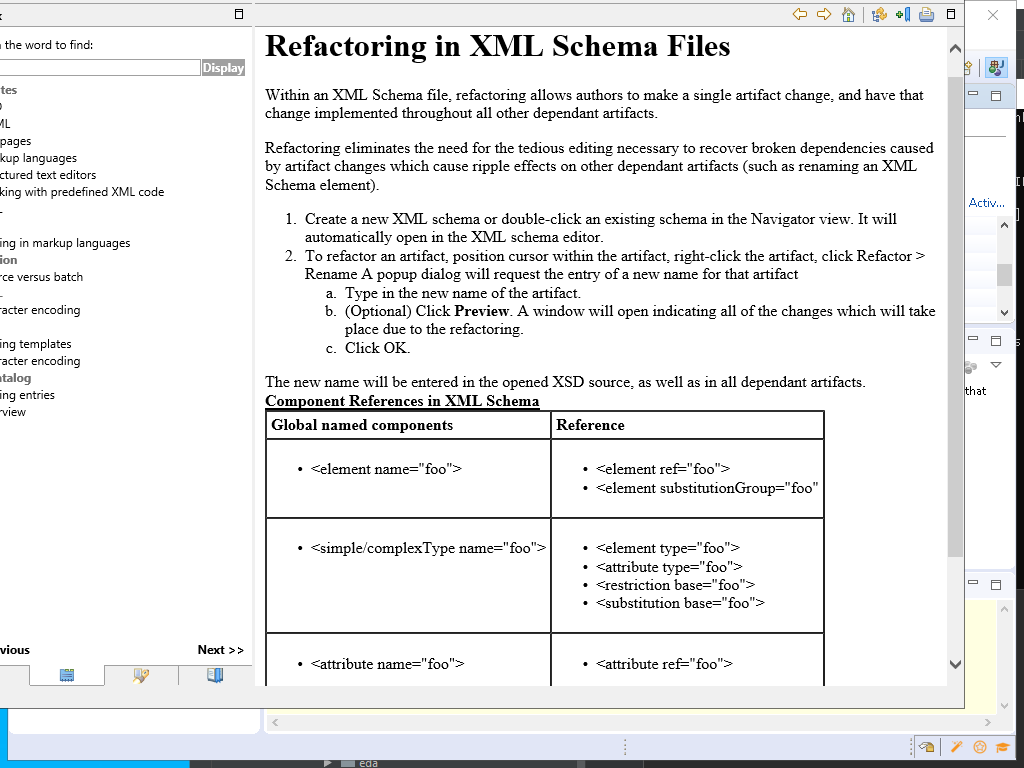 the word to find:
Display
tes
ML
pages
kup languages
ctured text editors
king with predefined XML code
ing in markup languages
ion
rce versus batch
racter encoding
ing templates
racter encoding
atalog
ing entries
rview
vious
Next >>
Refactoring in XML Schema Files
Within an XML Schema file, refactoring allows authors to make a single artifact change, and have that
change implemented throughout all other dependant artifacts.
Refactoring eliminates the need for the tedious editing necessary to recover broken dependencies caused
by artifact changes which cause ripple effects on other dependant artifacts (such as renaming an XML
Schema element).
1. Create a new XML schema or double-click an existing schema in the Navigator view. It will
automatically open in the XML schema editor.
2. To refactor an artifact, position cursor within the artifact, right-click the artifact, click Refactor >
Rename A popup dialog will request the entry of a new name for that artifact
a. Type in the new name of the artifact.
b. (Optional) Click Preview. A window will open indicating all of the changes which will take
place due to the refactoring.
c. Click OK.
The new name will be entered in the opened XSD source, as well as in all dependant artifacts.
Component References in XML Schema
Global named components
Reference
• <element name="foo">
• <element ref="foo">
• <element substitutionGroup="foo"
• <simple/complexType name="foo">
• <element type="foo">
• <attribute type="foo">
• <restriction base="foo">
• <substitution base="foo">
• <attribute name="foo">
• <attribute ref="foo">
Activ...
that
eda